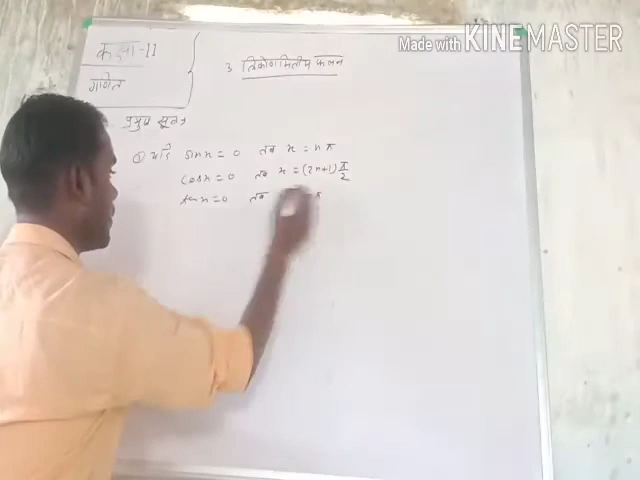 Made with KINEMASTER
कक्षा-11
गणित
3 त्रिकोणमितीय फलन
प्रमुख सूत्र
① यदि sin x = 0 तब x = nπ
cos x = 0 तब x = (2n+1) π/2
tan x = 0 तब π